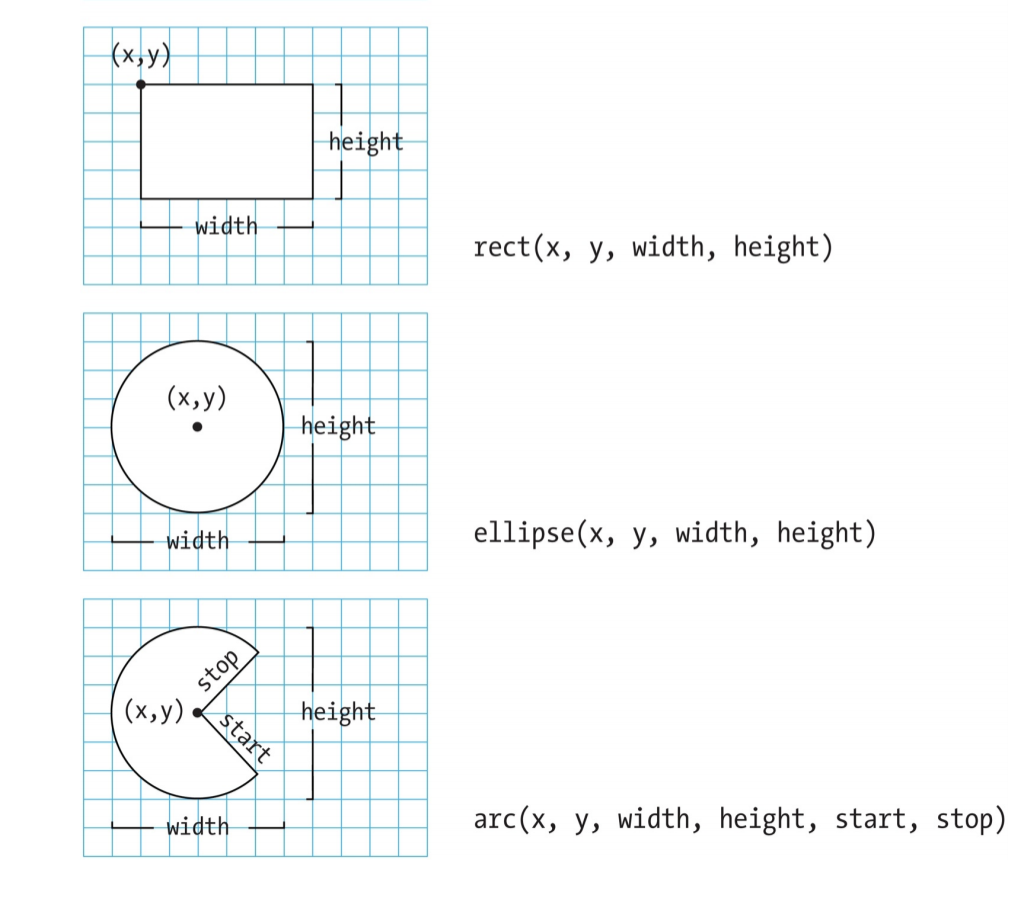 (x,y)
height
width
rect(x, y, width, height)
(x,y)
height
width
ellipse(x, y, width, height)
stop
(x,y)
start
height
width
arc(x, y, width, height, start, stop)